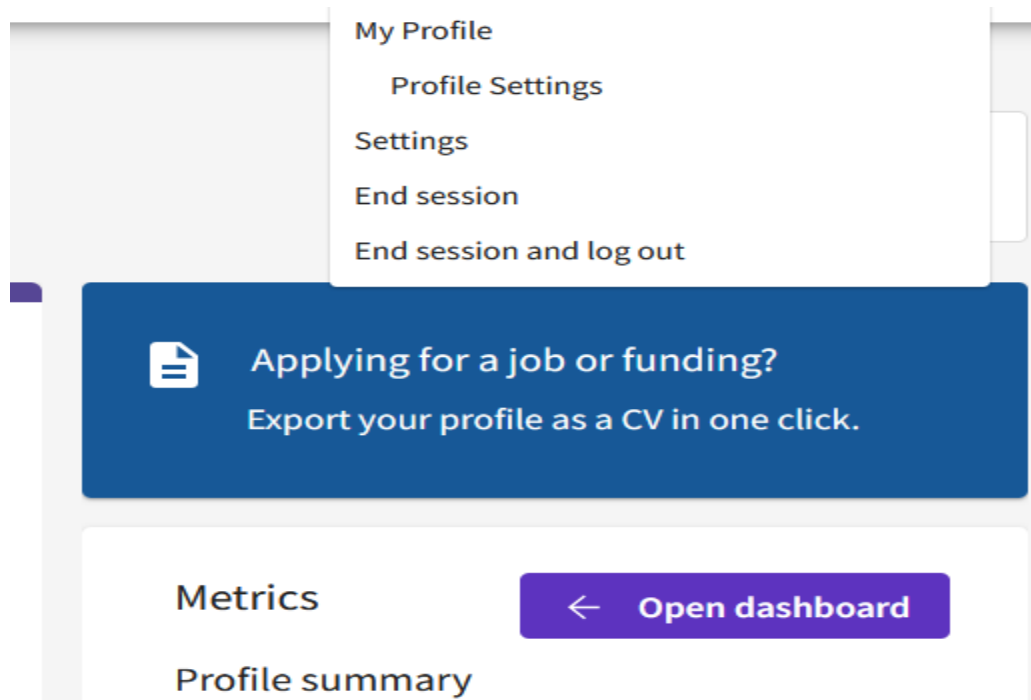 My Profile
Profile Settings
Settings
End session
End session and log out
Applying for a job or funding?
Export your profile as a CV in one click.
Metrics
Open dashboard
Profile summary